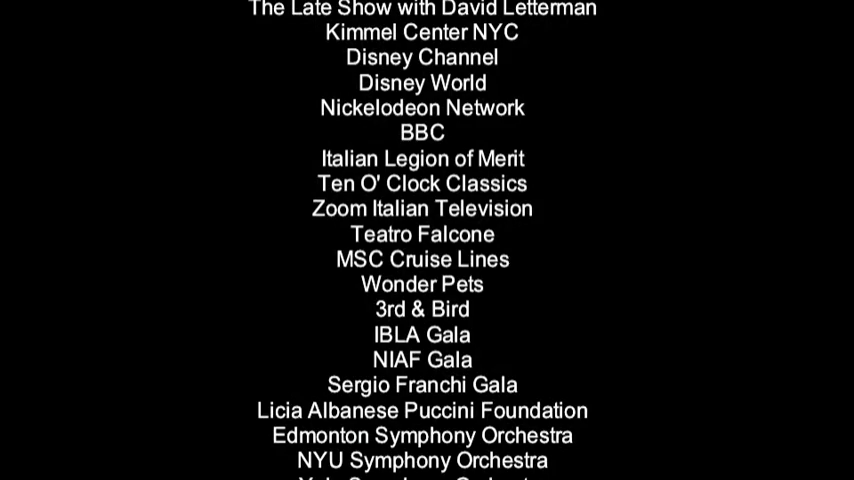 The Late Show with David Letterman
Kimmel Center NYC
Disney Channel
Disney World
Nickelodeon Network
BBC
Italian Legion of Merit
Ten O' Clock Classics
Zoom Italian Television
Teatro Falcone
MSC Cruise Lines
Wonder Pets
3rd & Bird
IBLA Gala
NIAF Gala
Sergio Franchi Gala
Licia Albanese Puccini Foundation
Edmonton Symphony Orchestra
NYU Symphony Orchestra